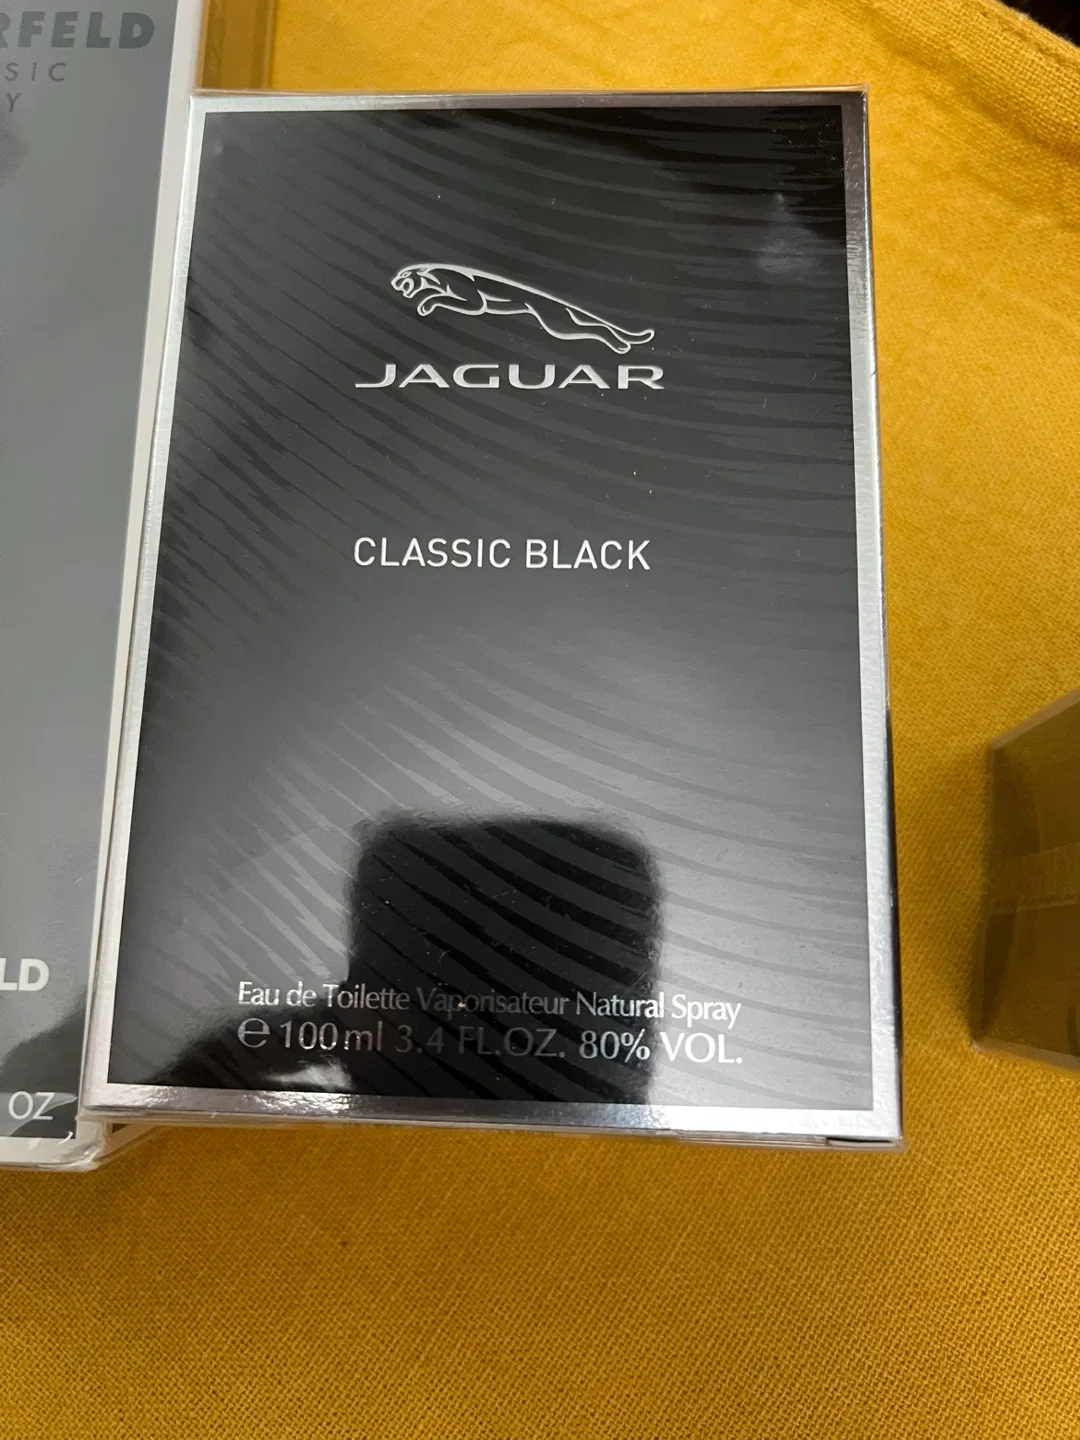 RFELD
SIC
Y
JAGUAR
CLASSIC BLACK
Eau de Toilette Vaporisateur Natural Spray
℮ 100ml 3.4 FL.OZ. 80% VOL.
LD
OZ